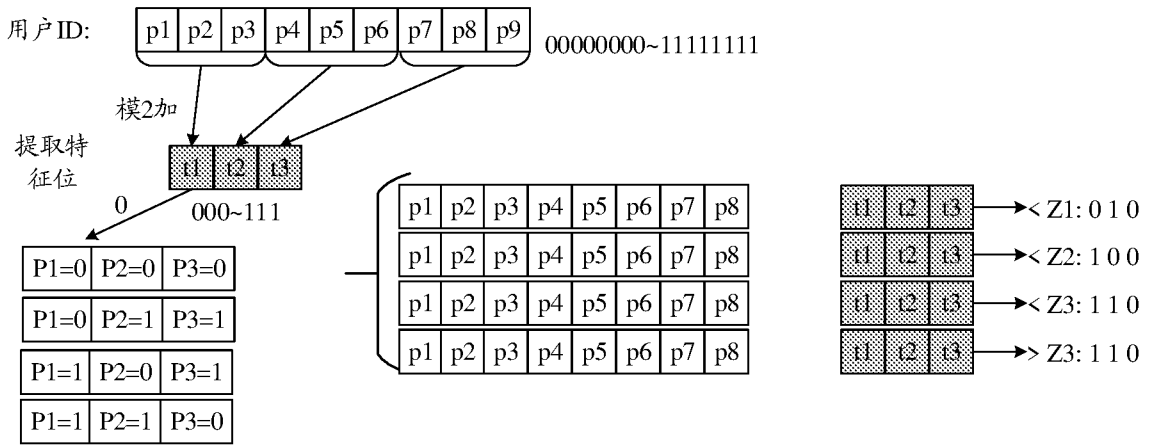 用户ID: p1 p2 p3 p4 p5 p6 p7 p8 p9 00000000~11111111
模2加
提取特
征位
t1 t2 t3
0 000~111
P1=0 P2=0 P3=0
P1=0 P2=1 P3=1
P1=1 P2=0 P3=1
P1=1 P2=1 P3=0
p1 p2 p3 p4 p5 p6 p7 p8
p1 p2 p3 p4 p5 p6 p7 p8
p1 p2 p3 p4 p5 p6 p7 p8
p1 p2 p3 p4 p5 p6 p7 p8
t1 t2 t3 < Z1: 0 1 0
t1 t2 t3 < Z2: 1 0 0
t1 t2 t3 < Z3: 1 1 0
t1 t2 t3 > Z3: 1 1 0